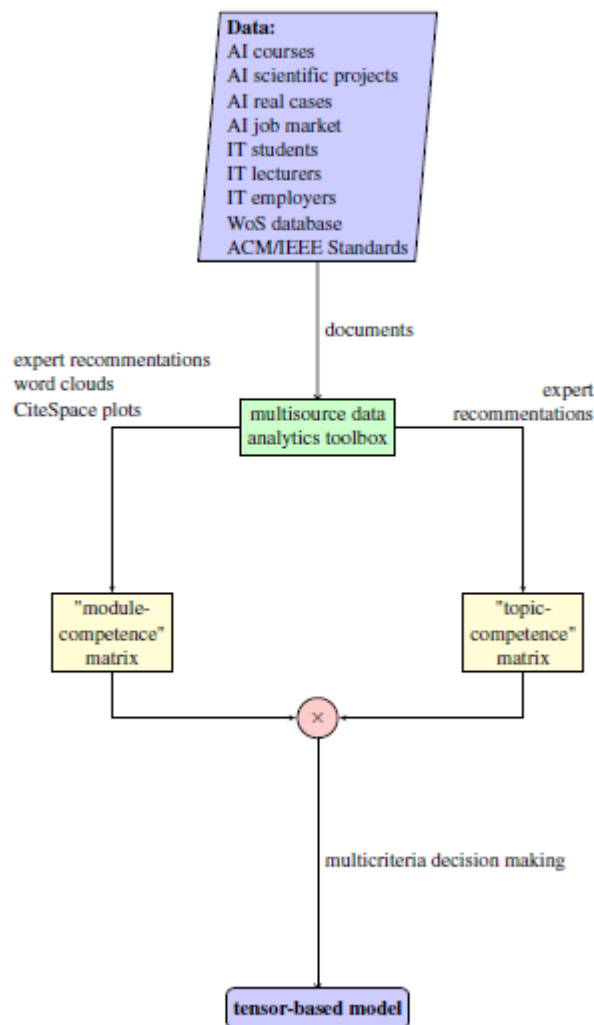 Data:
AI courses
AI scientific projects
AI real cases
AI job market
IT students
IT lecturers
IT employers
WoS database
ACM/IEEE Standards
documents
expert recommentations
word clouds
CiteSpace plots
multisource data
analytics toolbox
expert
recommentations
"module-
competence"
matrix
"topic-
competence"
matrix
×
multicriteria decision making
tensor-based model